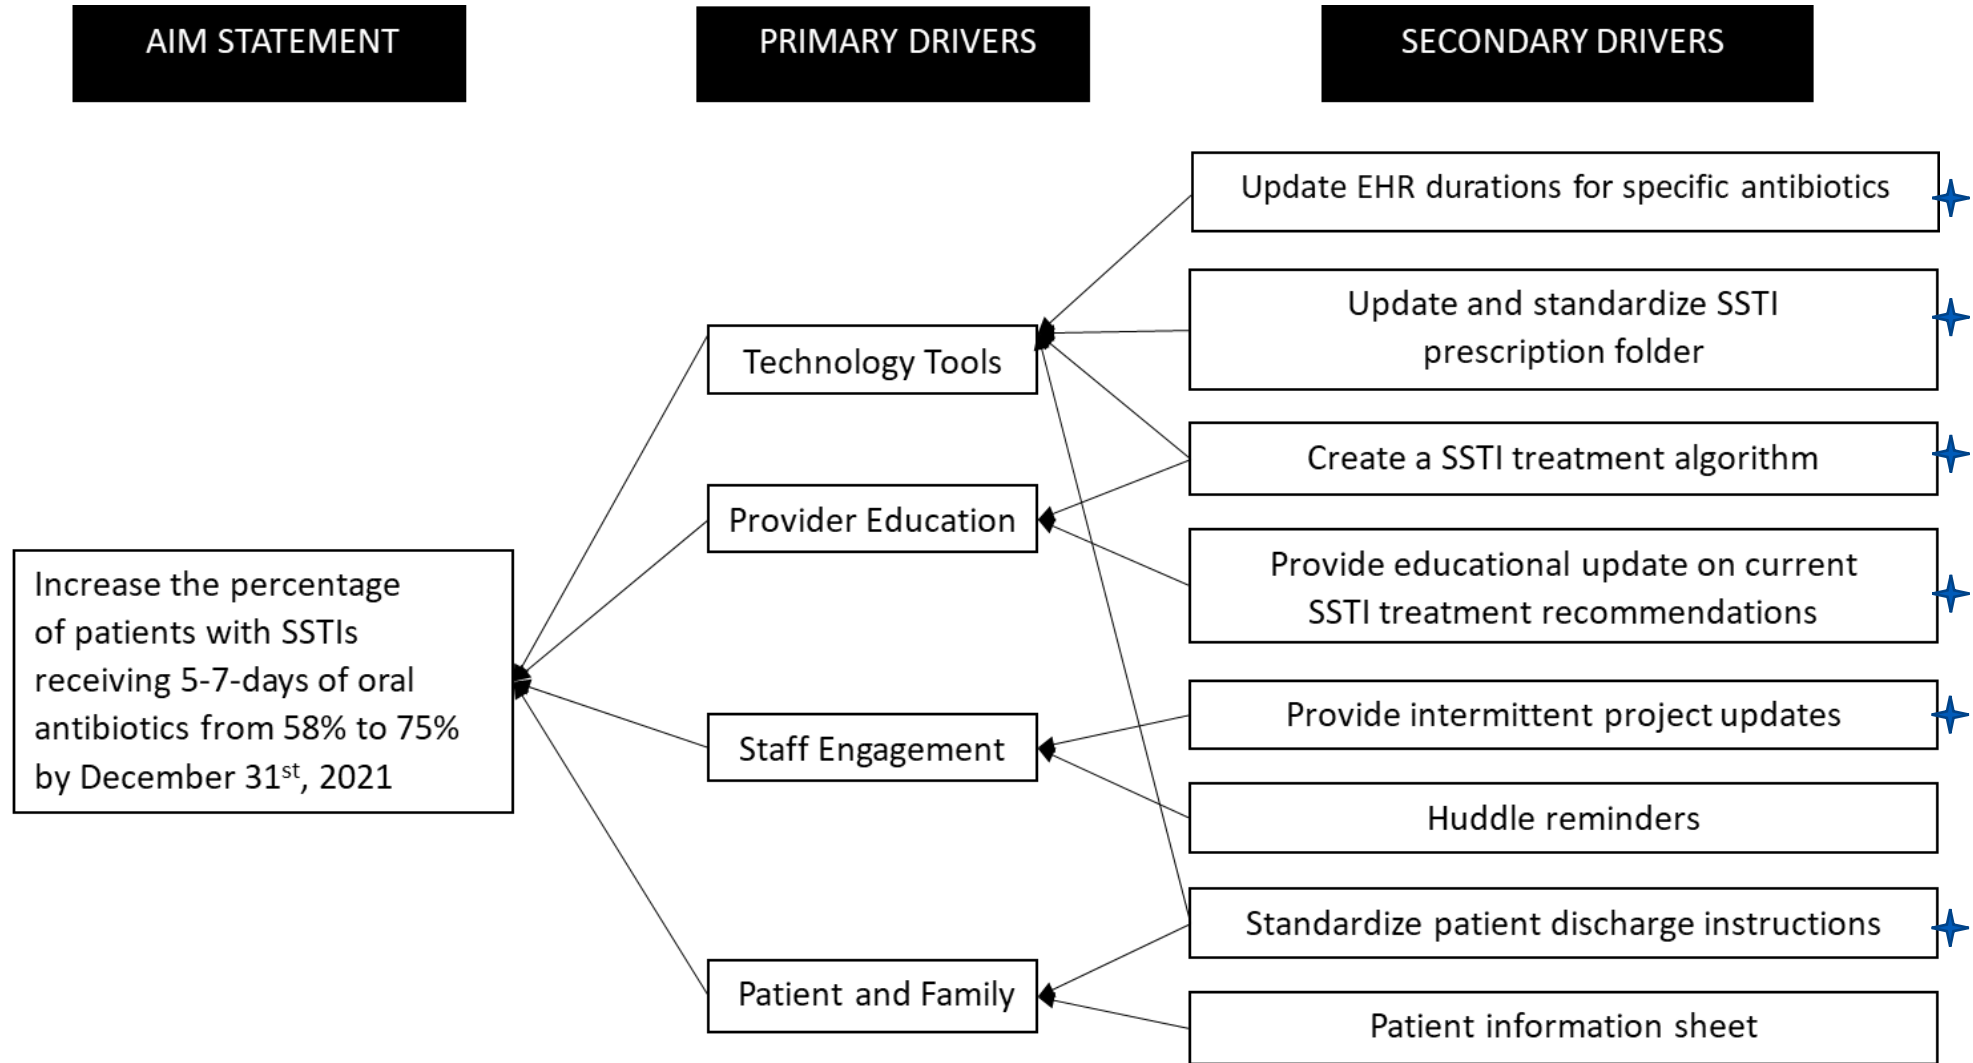 AIM STATEMENT
PRIMARY DRIVERS
SECONDARY DRIVERS
Increase the percentage
of patients with SSTIs
receiving 5-7-days of oral
antibiotics from 58% to 75%
by December 31st, 2021
Technology Tools
Provider Education
Staff Engagement
Patient and Family
Update EHR durations for specific antibiotics
Update and standardize SSTI
prescription folder
Create a SSTI treatment algorithm
Provide educational update on current
SSTI treatment recommendations
Provide intermittent project updates
Huddle reminders
Standardize patient discharge instructions
Patient information sheet